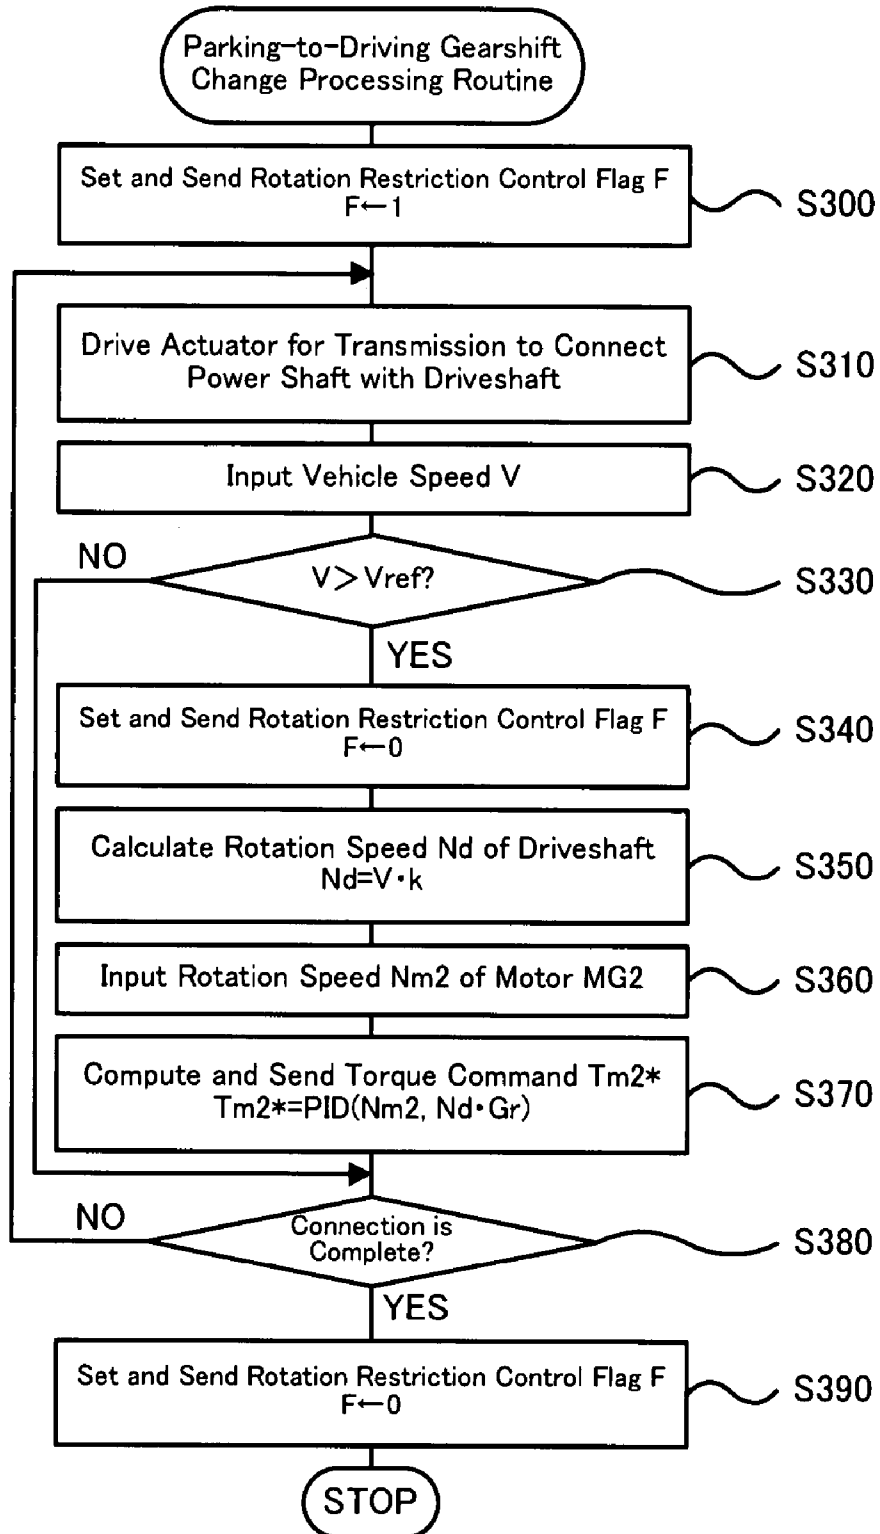 Parking-to-Driving Gearshift
Change Processing Routine
Set and Send Rotation Restriction Control Flag F
F←1
S300
Drive Actuator for Transmission to Connect
Power Shaft with Driveshaft
S310
Input Vehicle Speed V
S320
NO
V>Vref?
S330
YES
Set and Send Rotation Restriction Control Flag F
F←0
S340
Calculate Rotation Speed Nd of Driveshaft
Nd=V·k
S350
Input Rotation Speed Nm2 of Motor MG2
S360
Compute and Send Torque Command Tm2*
Tm2*=PID(Nm2, Nd·Gr)
S370
NO
Connection is
Complete?
S380
YES
Set and Send Rotation Restriction Control Flag F
F←0
S390
STOP